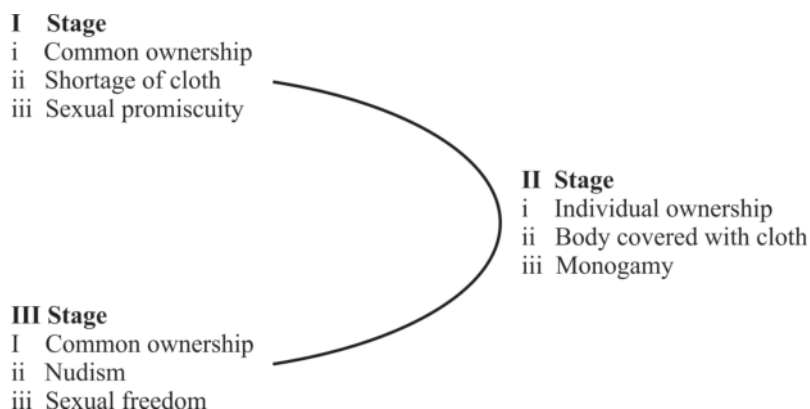 I Stage
i Common ownership
ii Shortage of cloth
iii Sexual promiscuity
II Stage
i Individual ownership
ii Body covered with cloth
iii Monogamy
III Stage
I Common ownership
ii Nudism
iii Sexual freedom